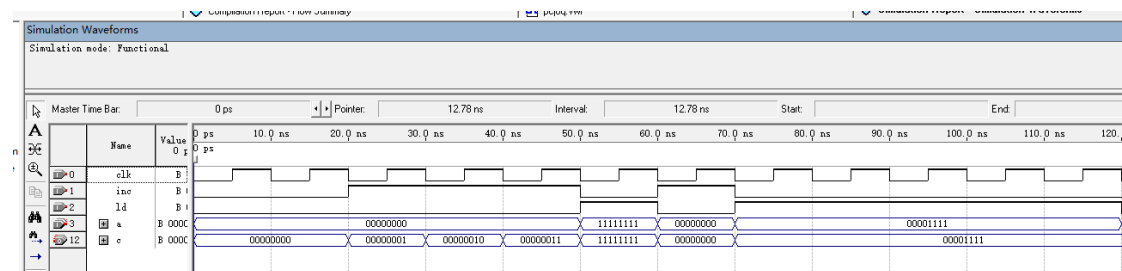 Compilation Report - Flow Summary pcjoq.vwf Simulation Report - Simulation Waveforms
Simulation Waveforms
Simulation mode: Functional
Master Time Bar: 0 ps Pointer: 12.78 ns Interval: 12.78 ns Start: End:
Name Value 0 ps 10.0 ns 20.0 ns 30.0 ns 40.0 ns 50.0 ns 60.0 ns 70.0 ns 80.0 ns 90.0 ns 100.0 ns 110.0 ns 120.
0 ps
0 clk B
1 inc B
2 ld B
3 a B 0000 00000000 11111111 00000000 00001111
12 c B 0000 00000000 00000001 00000010 00000011 11111111 00000000 00001111